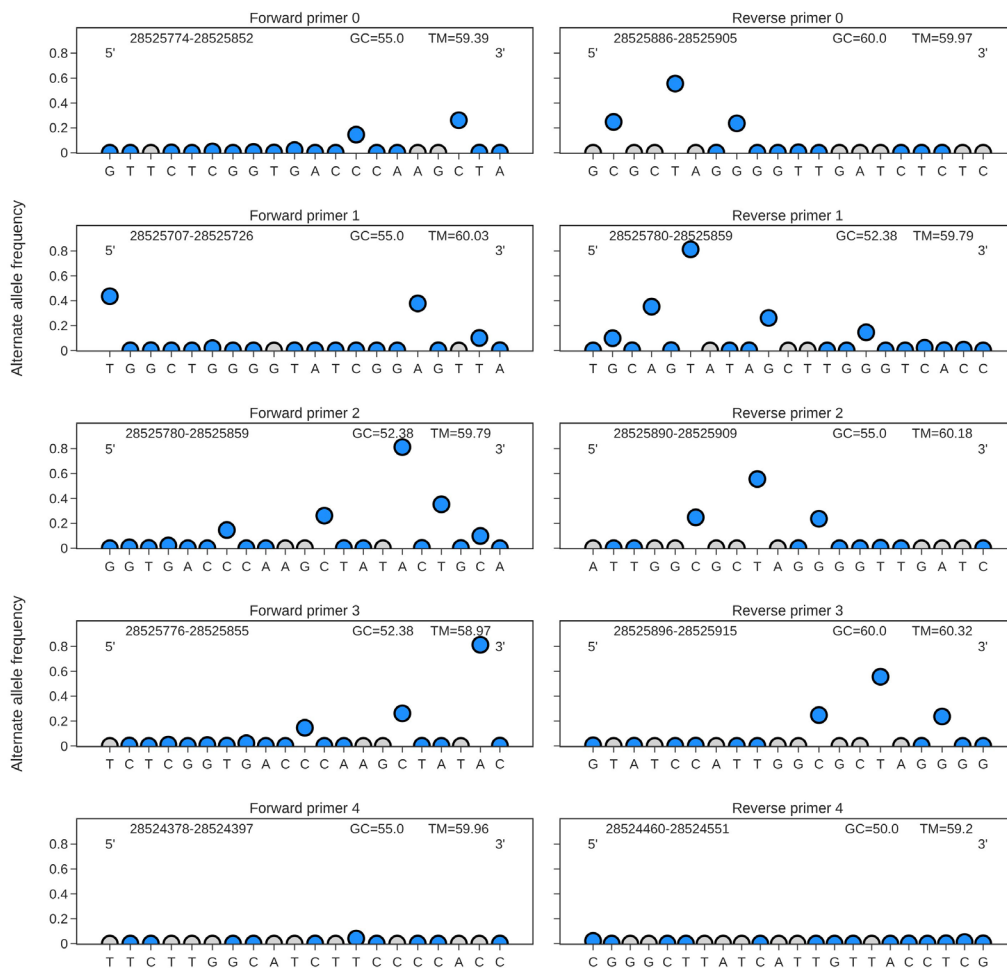 Forward primer 0
28525774-28525852 GC=55.0 TM=59.39
5' 3'
0.8
0.6
0.4
0.2
0
G T T C T C G G T G A C C C A A G C T A
Reverse primer 0
28525886-28525905 GC=60.0 TM=59.97
5' 3'
G C G C T A G G G G T T G A T C T C T C
Alternate allele frequency
Forward primer 1
28525707-28525726 GC=55.0 TM=60.03
5' 3'
0.8
0.6
0.4
0.2
0
T G G C T G G G G T A T C G G A G T T A
Reverse primer 1
28525780-28525859 GC=52.38 TM=59.79
5' 3'
T G C A G T A T A G C T T G G G T C A C C
Forward primer 2
28525780-28525859 GC=52.38 TM=59.79
5' 3'
0.8
0.6
0.4
0.2
0
G G T G A C C C A A G C T A T A C T G C A
Reverse primer 2
28525890-28525909 GC=55.0 TM=60.18
5' 3'
A T T G G C G C T A G G G G T T G A T C
Alternate allele frequency
Forward primer 3
28525776-28525855 GC=52.38 TM=58.97
5' 3'
0.8
0.6
0.4
0.2
0
T C T C G G T G A C C C A A G C T A T A C
Reverse primer 3
28525896-28525915 GC=60.0 TM=60.32
5' 3'
G T A T C C A T T G G C G C T A G G G G
Forward primer 4
28524378-28524397 GC=55.0 TM=59.96
5' 3'
0.8
0.6
0.4
0.2
0
T T C T T G G C A T C T T C C C C A C C
Reverse primer 4
28524460-28524551 GC=50.0 TM=59.2
5' 3'
C G G G C T T A T C A T T G T T A C C T C G